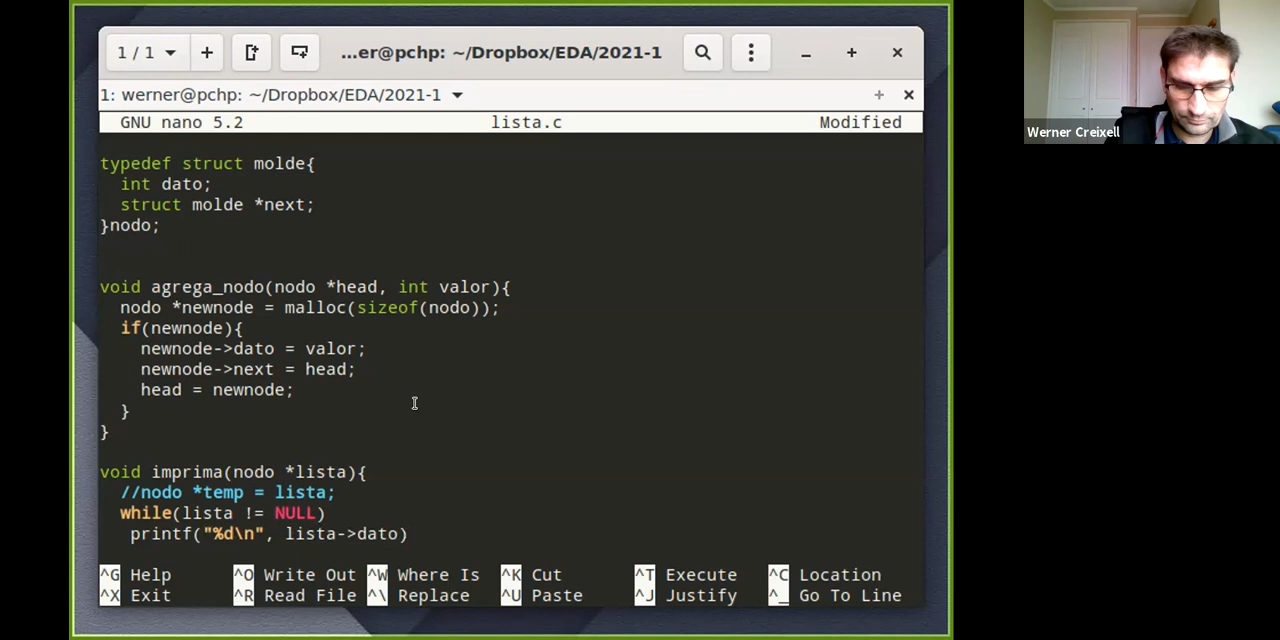 1 / 1
...er@pchp: ~/Dropbox/EDA/2021-1
1: werner@pchp: ~/Dropbox/EDA/2021-1
GNU nano 5.2 lista.c Modified
typedef struct molde{
int dato;
struct molde *next;
}nodo;
void agrega_nodo(nodo *head, int valor){
nodo *newnode = malloc(sizeof(nodo));
if(newnode){
newnode->dato = valor;
newnode->next = head;
head = newnode;
}
}
void imprima(nodo *lista){
//nodo *temp = lista;
while(lista != NULL)
printf("%d\n", lista->dato)
^G Help ^O Write Out ^W Where Is ^K Cut ^T Execute ^C Location
^X Exit ^R Read File ^\ Replace ^U Paste ^J Justify ^_ Go To Line
Werner Creixell